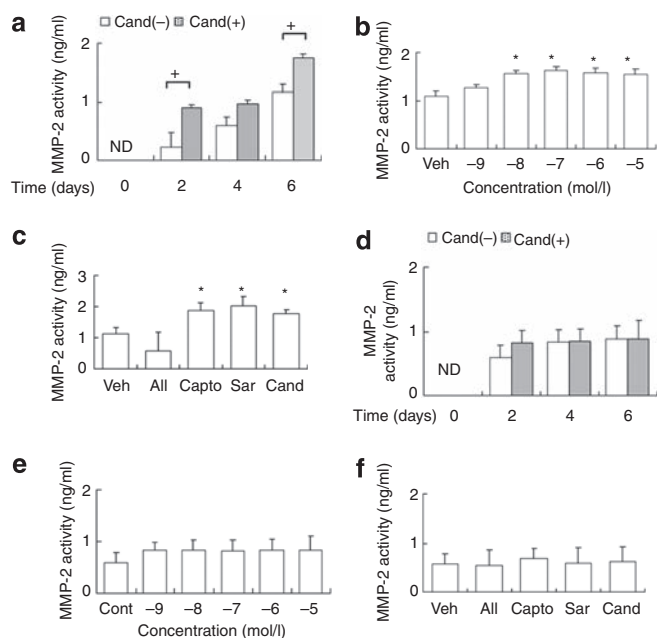 a
Cand(–) Cand(+)
MMP-2 activity (ng/ml)
2
1
0
+
+
ND
Time (days) 0 2 4 6
b
MMP-2 activity (ng/ml)
2
1
0
* * * *
Veh –9 –8 –7 –6 –5
Concentration (mol/l)
c
MMP-2 activity (ng/ml)
3
2
1
0
* * *
Veh All Capto Sar Cand
d
Cand(–) Cand(+)
MMP-2
activity (ng/ml)
2
1
0
ND
Time (days) 0 2 4 6
e
MMP-2 activity (ng/ml)
2
1
0
Cont –9 –8 –7 –6 –5
Concentration (mol/l)
f
MMP-2 activity (ng/ml)
2
1
0
Veh All Capto Sar Cand